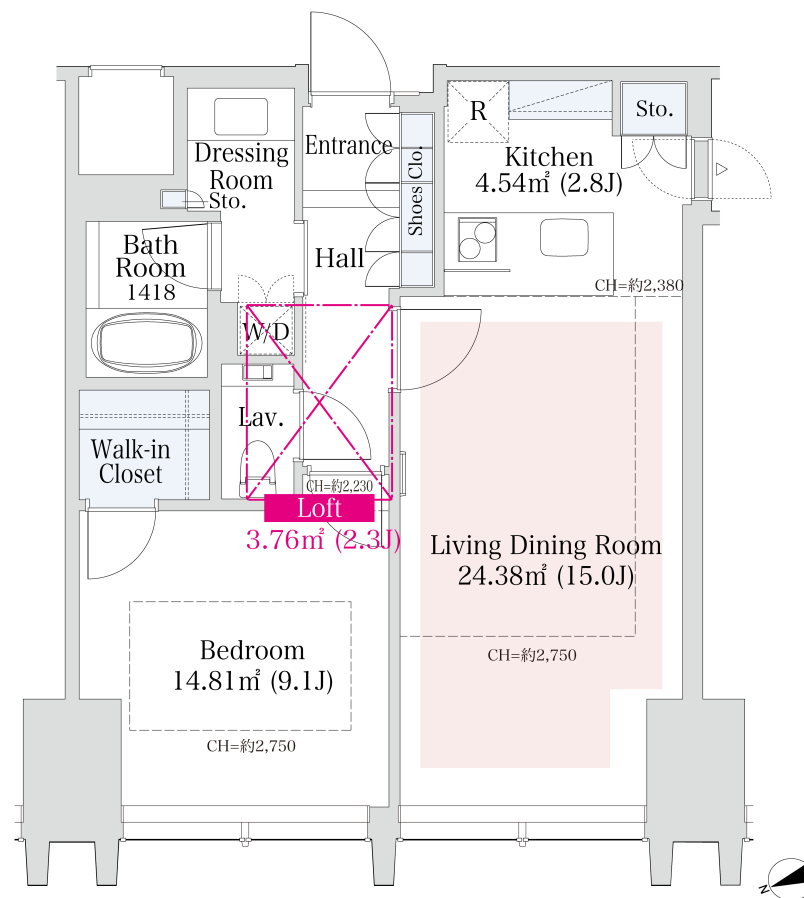 R
Sto.
Entrance
Dressing
Room
Sto.
Shoes Clo.
Kitchen
4.54㎡ (2.8J)
Bath
Room
1418
Hall
CH=約2,380
W/D
Lav.
Walk-in
Closet
CH=約2,230
Loft
3.76㎡ (2.3J)
Living Dining Room
24.38㎡ (15.0J)
Bedroom
14.81㎡ (9.1J)
CH=約2,750
CH=約2,750
N